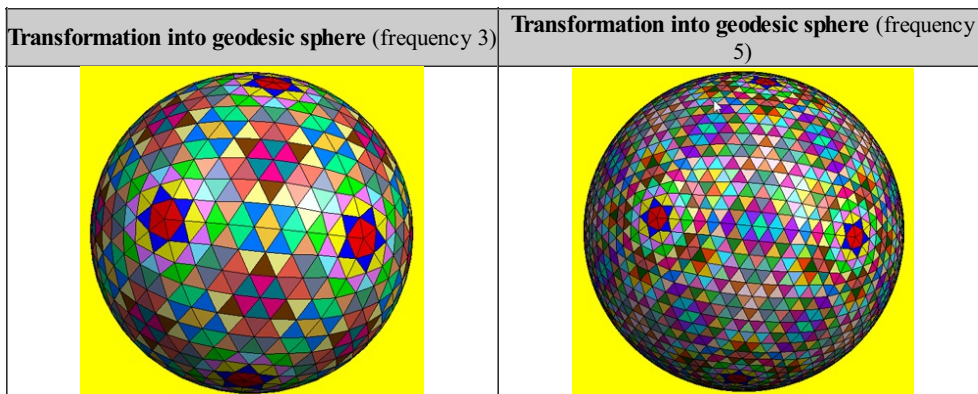 Transformation into geodesic sphere (frequency 3)
Transformation into geodesic sphere (frequency
5)